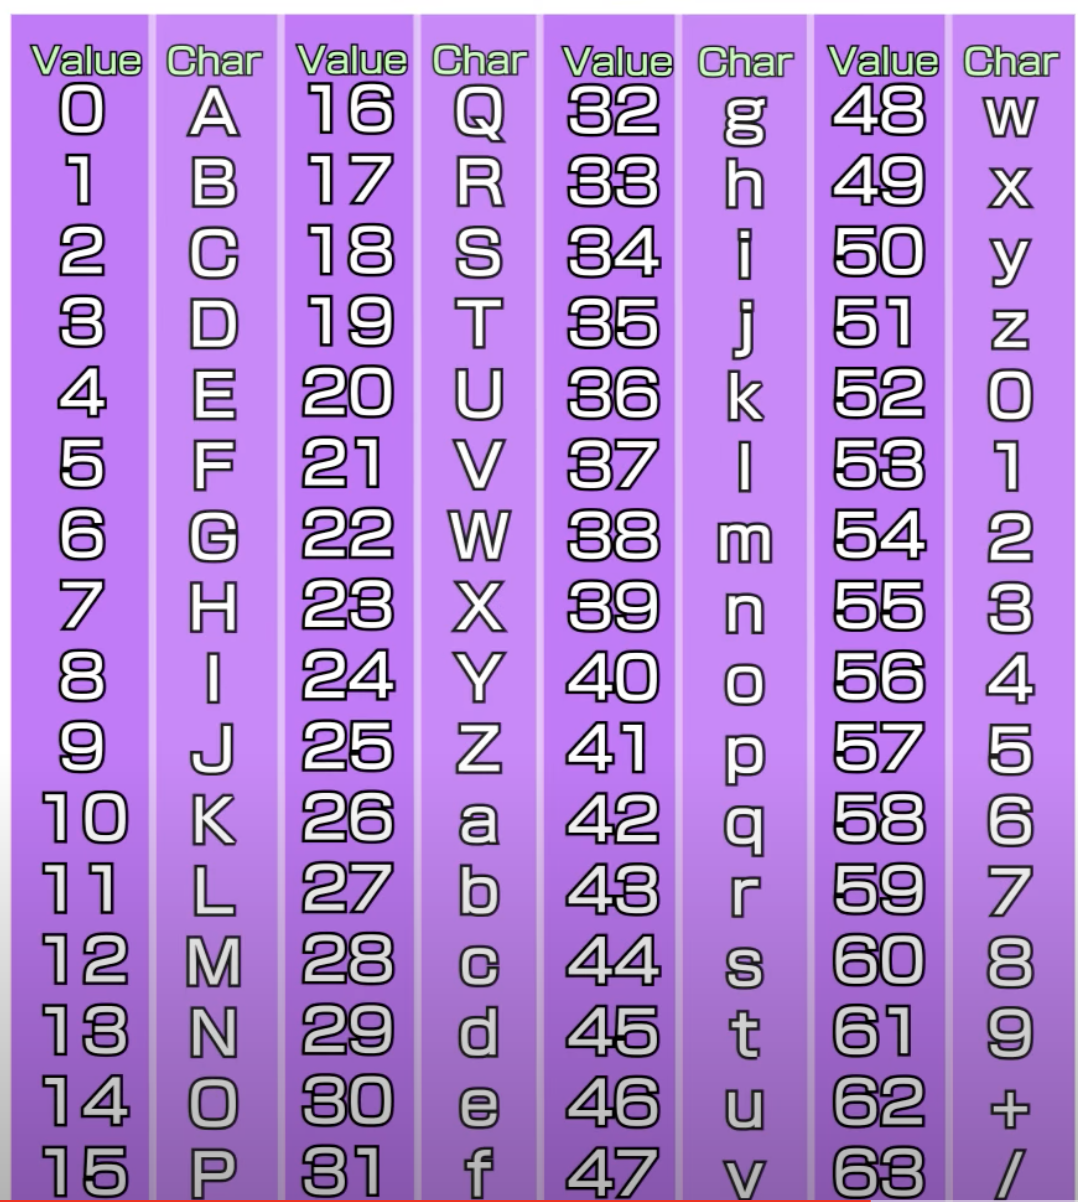 Value Char Value Char Value Char Value Char
0 A 16 Q 32 g 48 w
1 B 17 R 33 h 49 x
2 C 18 S 34 i 50 y
3 D 19 T 35 j 51 z
4 E 20 U 36 k 52 0
5 F 21 V 37 l 53 1
6 G 22 W 38 m 54 2
7 H 23 X 39 n 55 3
8 I 24 Y 40 o 56 4
9 J 25 Z 41 p 57 5
10 K 26 a 42 q 58 6
11 L 27 b 43 r 59 7
12 M 28 c 44 s 60 8
13 N 29 d 45 t 61 9
14 O 30 e 46 u 62 +
15 P 31 f 47 v 63 /